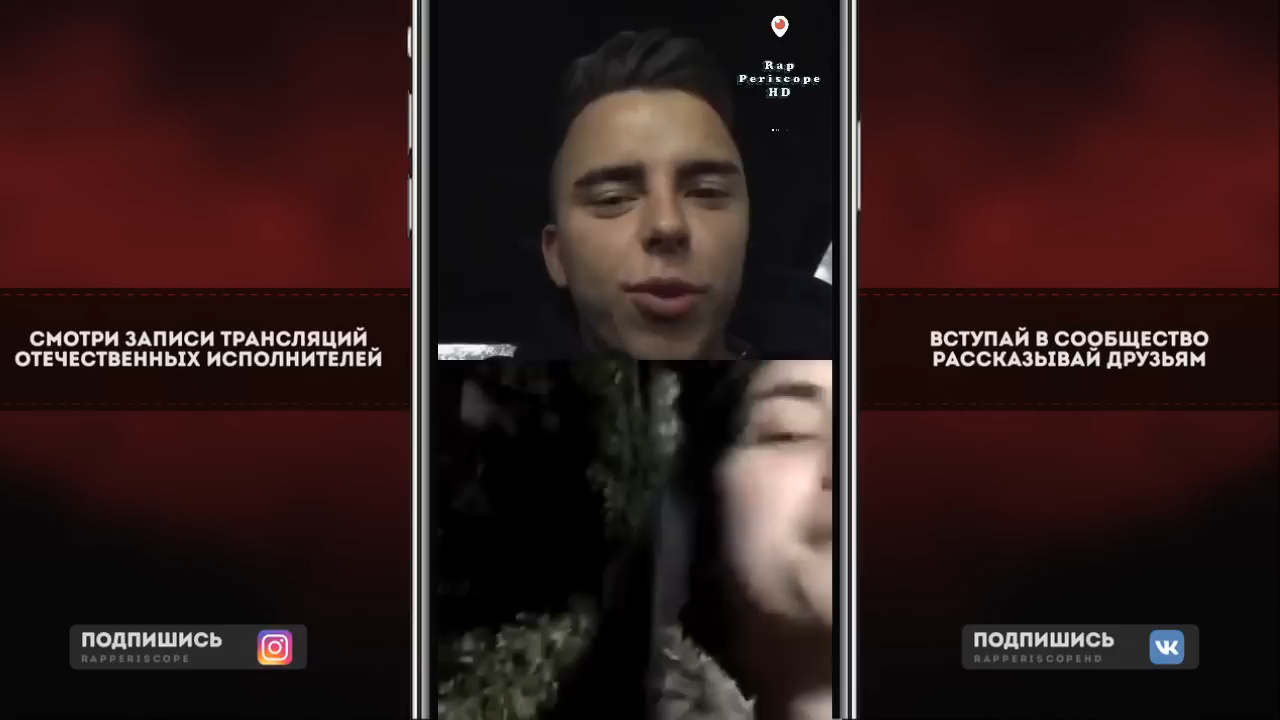 Rap
Periscope
HD
СМОТРИ ЗАПИСИ ТРАНСЛЯЦИЙ
ОТЕЧЕСТВЕННЫХ ИСПОЛНИТЕЛЕЙ
ВСТУПАЙ В СООБЩЕСТВО
РАССКАЗЫВАЙ ДРУЗЬЯМ
ПОДПИШИСЬ
RAPPERISCOPE
ПОДПИШИСЬ
RAPPERISCOPEHD